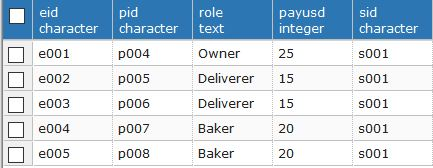 eid pid role payusd sid
character character text integer character
e001 p004 Owner 25 s001
e002 p005 Deliverer 15 s001
e003 p006 Deliverer 15 s001
e004 p007 Baker 20 s001
e005 p008 Baker 20 s001